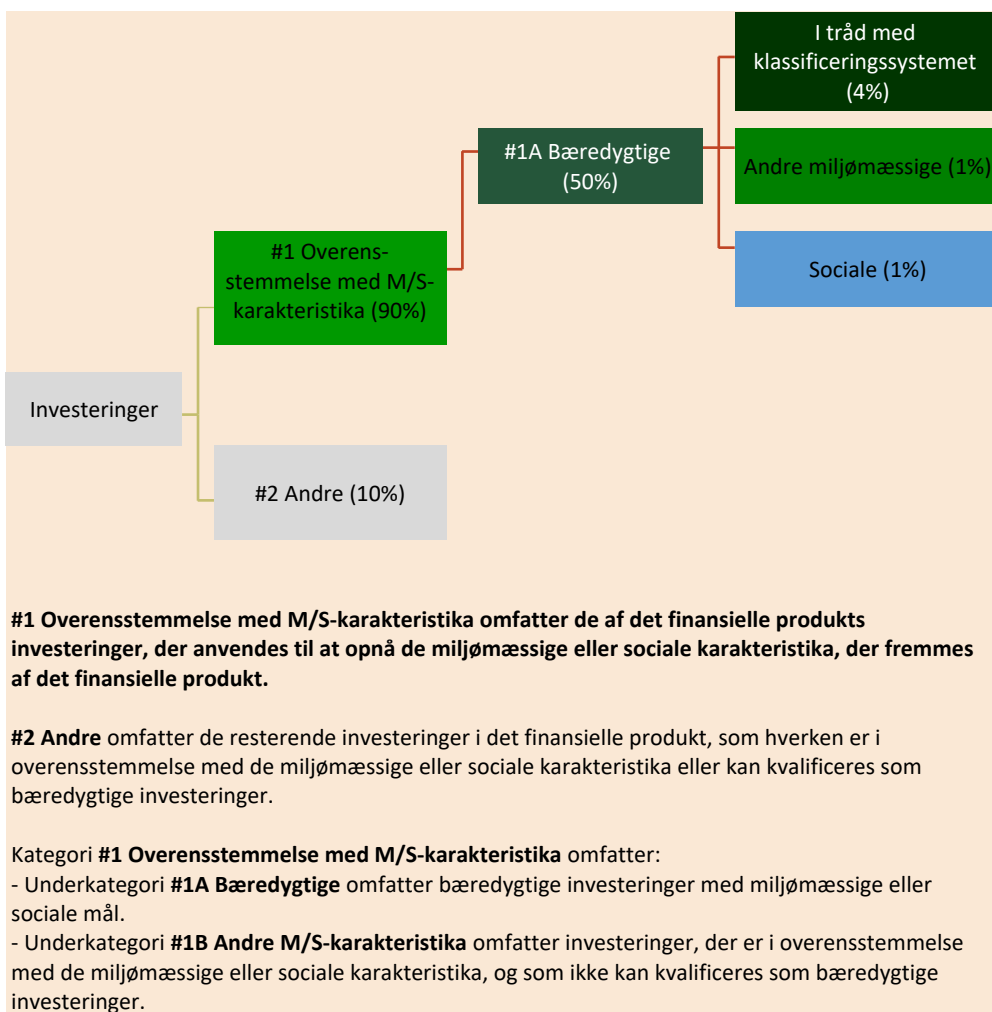 I tråd med
klassificeringssystemet
(4%)
#1A Bæredygtige
(50%)
Andre miljømæssige (1%)
#1 Overens-
stemmelse med M/S-
karakteristika (90%)
Sociale (1%)
Investeringer
#2 Andre (10%)
#1 Overensstemmelse med M/S-karakteristika omfatter de af det finansielle produkts
investeringer, der anvendes til at opnå de miljømæssige eller sociale karakteristika, der fremmes
af det finansielle produkt.
#2 Andre omfatter de resterende investeringer i det finansielle produkt, som hverken er i
overensstemmelse med de miljømæssige eller sociale karakteristika eller kan kvalificeres som
bæredygtige investeringer.
Kategori #1 Overensstemmelse med M/S-karakteristika omfatter:
- Underkategori #1A Bæredygtige omfatter bæredygtige investeringer med miljømæssige eller
sociale mål.
- Underkategori #1B Andre M/S-karakteristika omfatter investeringer, der er i overensstemmelse
med de miljømæssige eller sociale karakteristika, og som ikke kan kvalificeres som bæredygtige
investeringer.